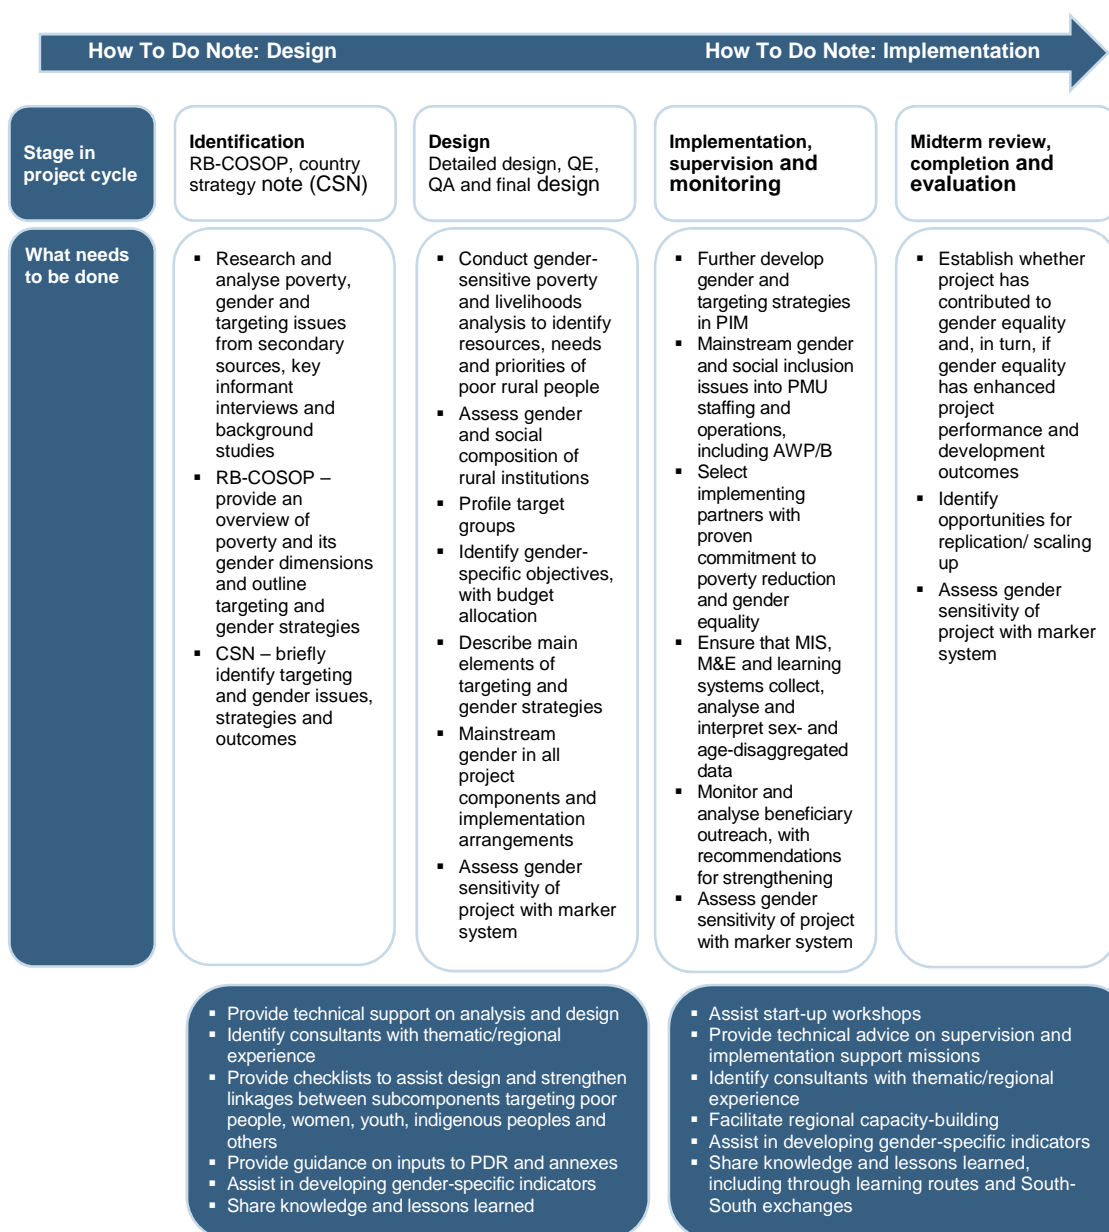 How To Do Note: Design
How To Do Note: Implementation
Stage in
project cycle
Identification
RB-COSOP, country
strategy note (CSN)
Design
Detailed design, QE,
QA and final design
Implementation,
supervision and
monitoring
Midterm review,
completion and
evaluation
What needs
to be done
▪ Research and
analyse poverty,
gender and
targeting issues
from secondary
sources, key
informant
interviews and
background
studies
▪ RB-COSOP –
provide an
overview of
poverty and its
gender dimensions
and outline
targeting and
gender strategies
▪ CSN – briefly
identify targeting
and gender issues,
strategies and
outcomes
▪ Conduct gender-
sensitive poverty
and livelihoods
analysis to identify
resources, needs
and priorities of
poor rural people
▪ Assess gender
and social
composition of
rural institutions
▪ Profile target
groups
▪ Identify gender-
specific objectives,
with budget
allocation
▪ Describe main
elements of
targeting and
gender strategies
▪ Mainstream
gender in all
project
components and
implementation
arrangements
▪ Assess gender
sensitivity of
project with marker
system
▪ Further develop
gender and
targeting strategies
in PIM
▪ Mainstream gender
and social inclusion
issues into PMU
staffing and
operations,
including AWP/B
▪ Select
implementing
partners with
proven
commitment to
poverty reduction
and gender
equality
▪ Ensure that MIS,
M&E and learning
systems collect,
analyse and
interpret sex- and
age-disaggregated
data
▪ Monitor and
analyse beneficiary
outreach, with
recommendations
for strengthening
▪ Assess gender
sensitivity of project
with marker system
▪ Establish whether
project has
contributed to
gender equality
and, in turn, if
gender equality
has enhanced
project
performance and
development
outcomes
▪ Identify
opportunities for
replication/ scaling
up
▪ Assess gender
sensitivity of
project with marker
system
▪ Provide technical support on analysis and design
▪ Identify consultants with thematic/regional
experience
▪ Provide checklists to assist design and strengthen
linkages between subcomponents targeting poor
people, women, youth, indigenous peoples and
others
▪ Provide guidance on inputs to PDR and annexes
▪ Assist in developing gender-specific indicators
▪ Share knowledge and lessons learned
▪ Assist start-up workshops
▪ Provide technical advice on supervision and
implementation support missions
▪ Identify consultants with thematic/regional
experience
▪ Facilitate regional capacity-building
▪ Assist in developing gender-specific indicators
▪ Share knowledge and lessons learned,
including through learning routes and South-
South exchanges